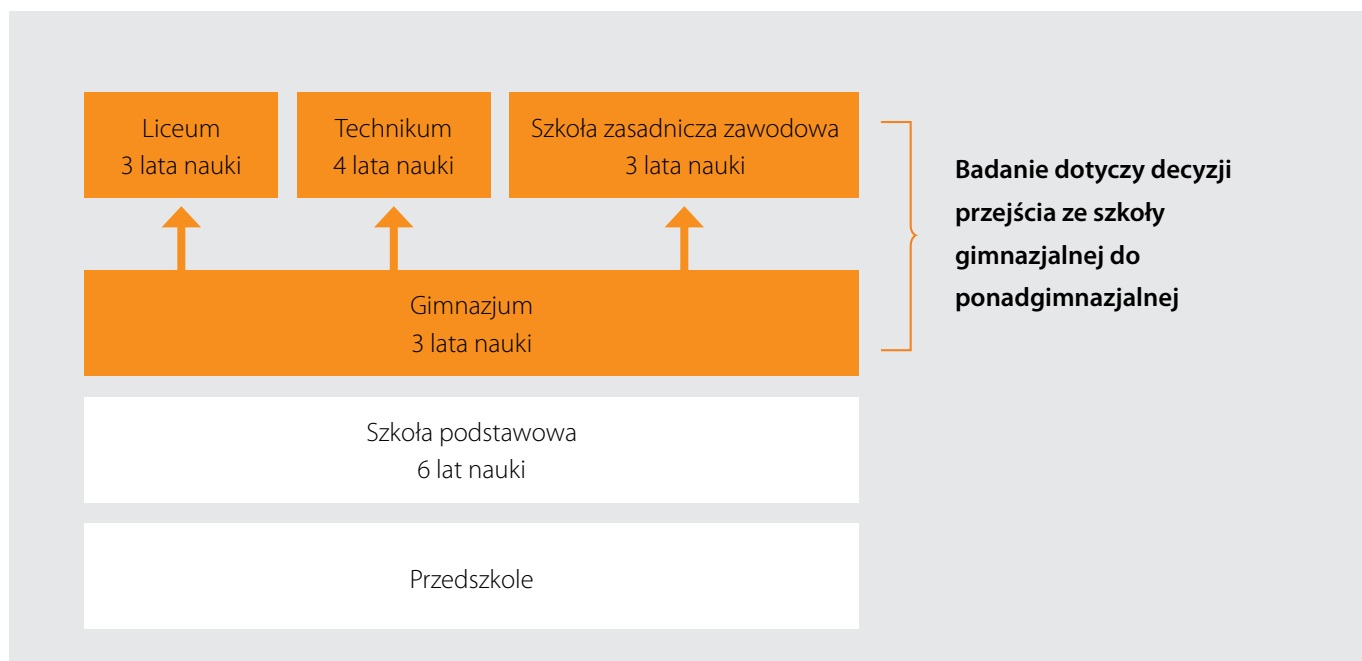 Liceum
3 lata nauki
Technikum
4 lata nauki
Szkoła zasadnicza zawodowa
3 lata nauki
Badanie dotyczy decyzji
przejścia ze szkoły
gimnazjalnej do
ponadgimnazjalnej
Gimnazjum
3 lata nauki
Szkoła podstawowa
6 lat nauki
Przedszkole